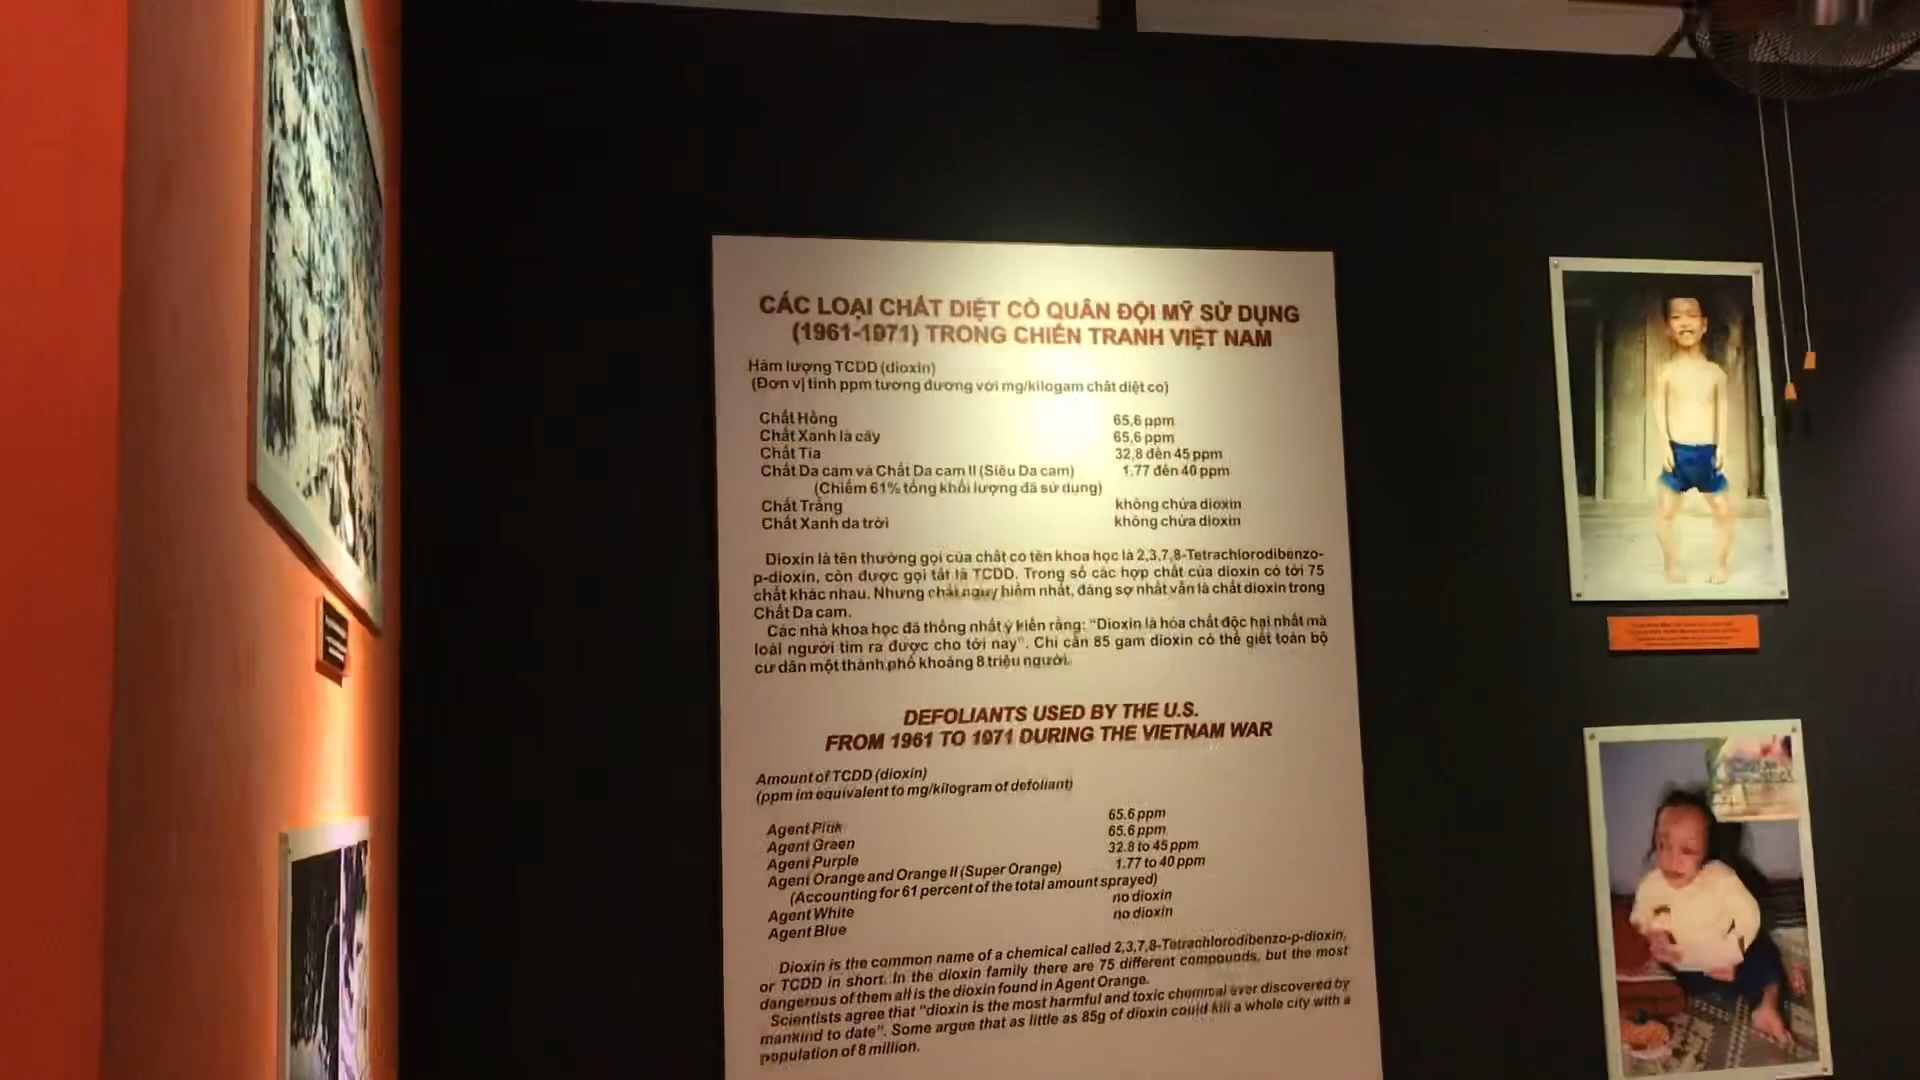 CÁC LOẠI CHẤT DIỆT CỎ QUÂN ĐỘI MỸ SỬ DỤNG
(1961-1971) TRONG CHIẾN TRANH VIỆT NAM
Hàm lượng TCDD (dioxin)
(Đơn vị tính ppm tương đương với mg/kilogam chất diệt cỏ)
Chất Hồng 65,6 ppm
Chất Xanh lá cây 65,6 ppm
Chất Tía 32,8 đến 45 ppm
Chất Da cam và Chất Da cam II (Siêu Da cam) 1,77 đến 40 ppm
(Chiếm 61% tổng khối lượng đã sử dụng)
Chất Trắng không chứa dioxin
Chất Xanh da trời không chứa dioxin
Dioxin là tên thường gọi của chất có tên khoa học là 2,3,7,8-Tetrachlorodibenzo-
p-dioxin, còn được gọi tắt là TCDD. Trong số các hợp chất của dioxin có tới 75
chất khác nhau. Nhưng chất nguy hiểm nhất, đáng sợ nhất vẫn là chất dioxin trong
Chất Da cam.
Các nhà khoa học đã thống nhất ý kiến rằng: "Dioxin là hóa chất độc hại nhất mà
loài người tìm ra được cho tới nay". Chỉ cần 85 gam dioxin có thể giết toàn bộ
cư dân một thành phố khoảng 8 triệu người.
DEFOLIANTS USED BY THE U.S.
FROM 1961 TO 1971 DURING THE VIETNAM WAR
Amount of TCDD (dioxin)
(ppm im equivalent to mg/kilogram of defoliant)
Agent Pink 65.6 ppm
Agent Green 65.6 ppm
Agent Purple 32.8 to 45 ppm
Agent Orange and Orange II (Super Orange) 1.77 to 40 ppm
(Accounting for 61 percent of the total amount sprayed)
Agent White no dioxin
Agent Blue no dioxin
Dioxin is the common name of a chemical called 2,3,7,8-Tetrachlorodibenzo-p-dioxin,
or TCDD in short. In the dioxin family there are 75 different compounds, but the most
dangerous of them all is the dioxin found in Agent Orange.
Scientists agree that "dioxin is the most harmful and toxic chemical ever discovered by
mankind to date". Some argue that as little as 85g of dioxin could kill a whole city with a
population of 8 million.